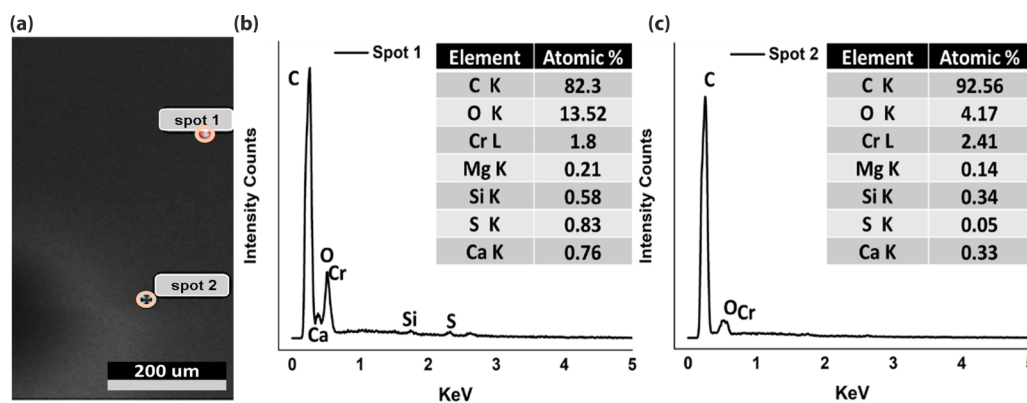 (a)
spot 1
spot 2
200 um
(b)
Intensity Counts
Spot 1
C
O
Cr
Ca
Si
S
0 1 2 3 4 5
KeV
Element Atomic %
C K 82.3
O K 13.52
Cr L 1.8
Mg K 0.21
Si K 0.58
S K 0.83
Ca K 0.76
(c)
Intensity Counts
Spot 2
C
O Cr
0 1 2 3 4 5
KeV
Element Atomic %
C K 92.56
O K 4.17
Cr L 2.41
Mg K 0.14
Si K 0.34
S K 0.05
Ca K 0.33